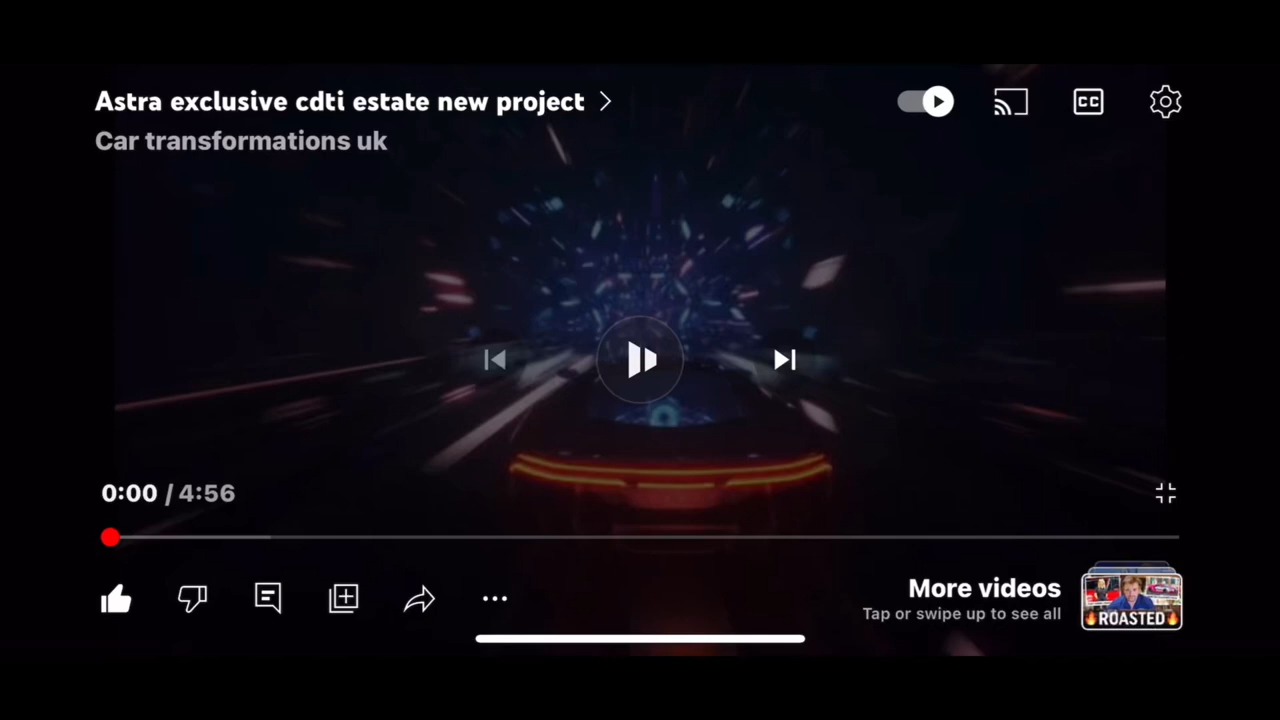 Astra exclusive cdti estate new project
Car transformations uk
CC
0:00 / 4:56
More videos
Tap or swipe up to see all
ROASTED